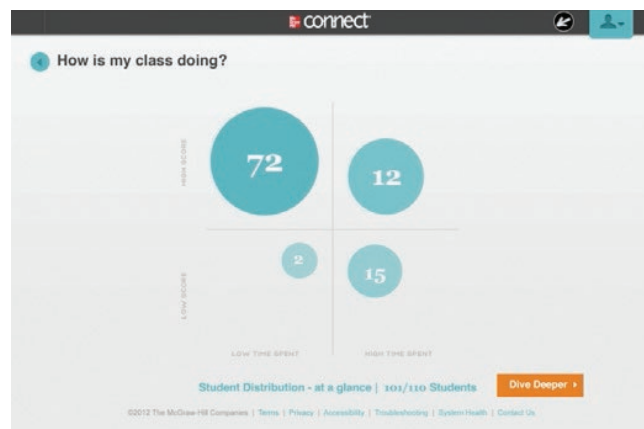 connect
How is my class doing?
HIGH SCORE
72
12
LOW SCORE
2
15
LOW TIME SPENT
HIGH TIME SPENT
Student Distribution - at a glance | 101/110 Students
Dive Deeper
©2012 The McGraw-Hill Companies | Terms | Privacy | Accessibility | Troubleshooting | System Health | Contact Us